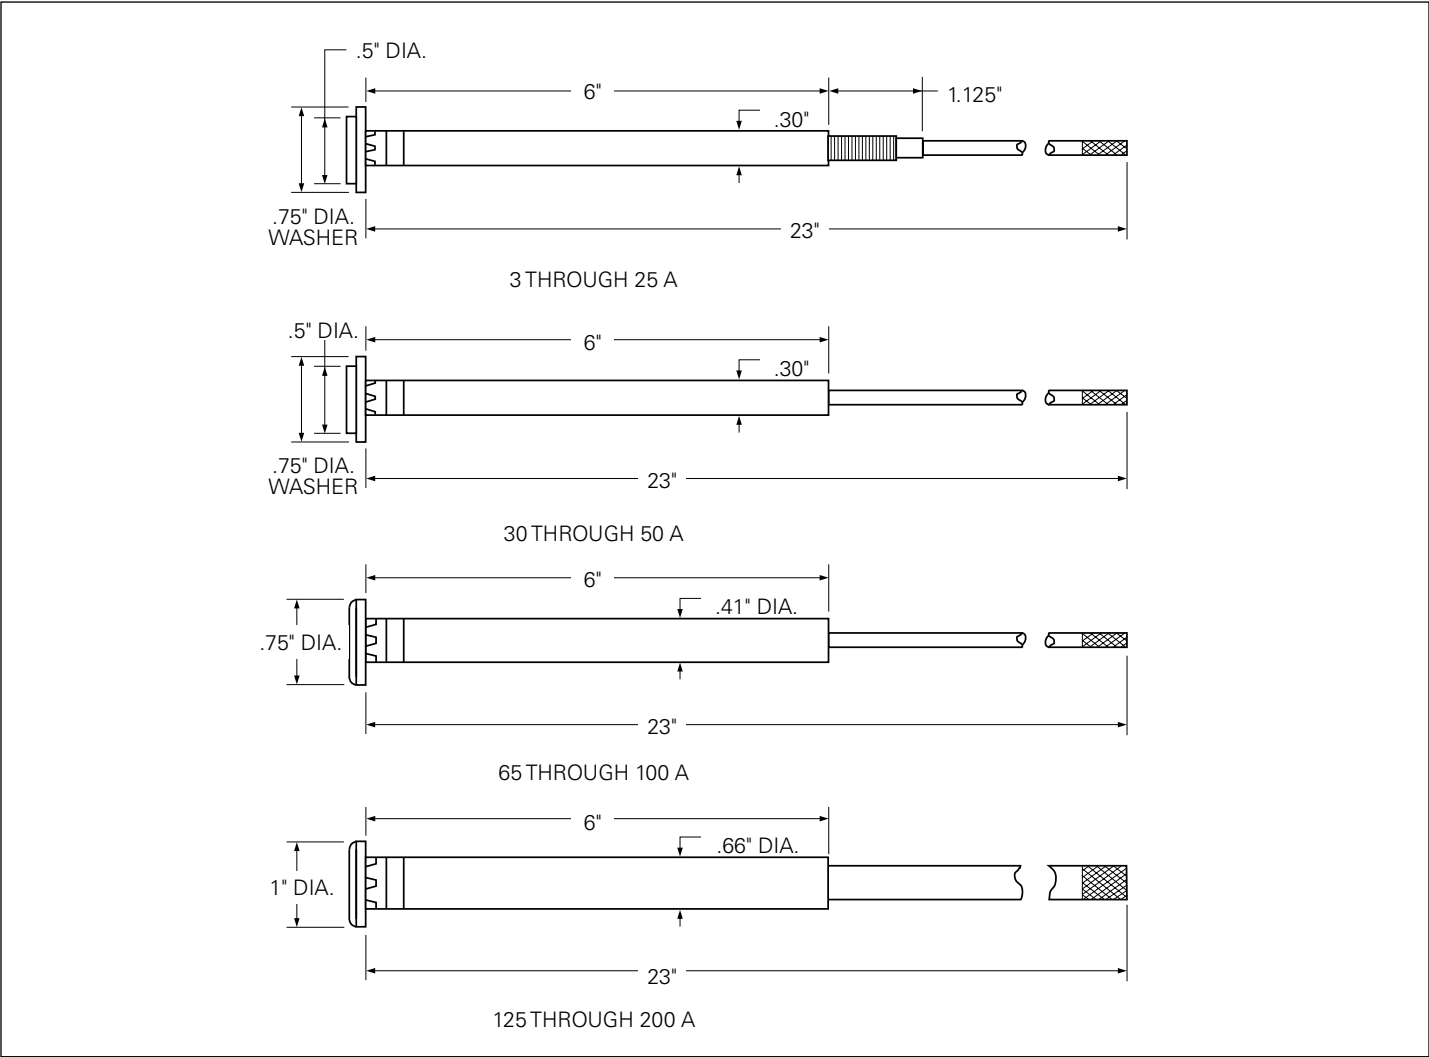 .5" DIA.
6"
1.125"
.30"
.75" DIA.
WASHER
23"
3 THROUGH 25 A
.5" DIA.
6"
.30"
.75" DIA.
WASHER
23"
30 THROUGH 50 A
6"
.41" DIA.
.75" DIA.
23"
65 THROUGH 100 A
6"
.66" DIA.
1" DIA.
23"
125 THROUGH 200 A